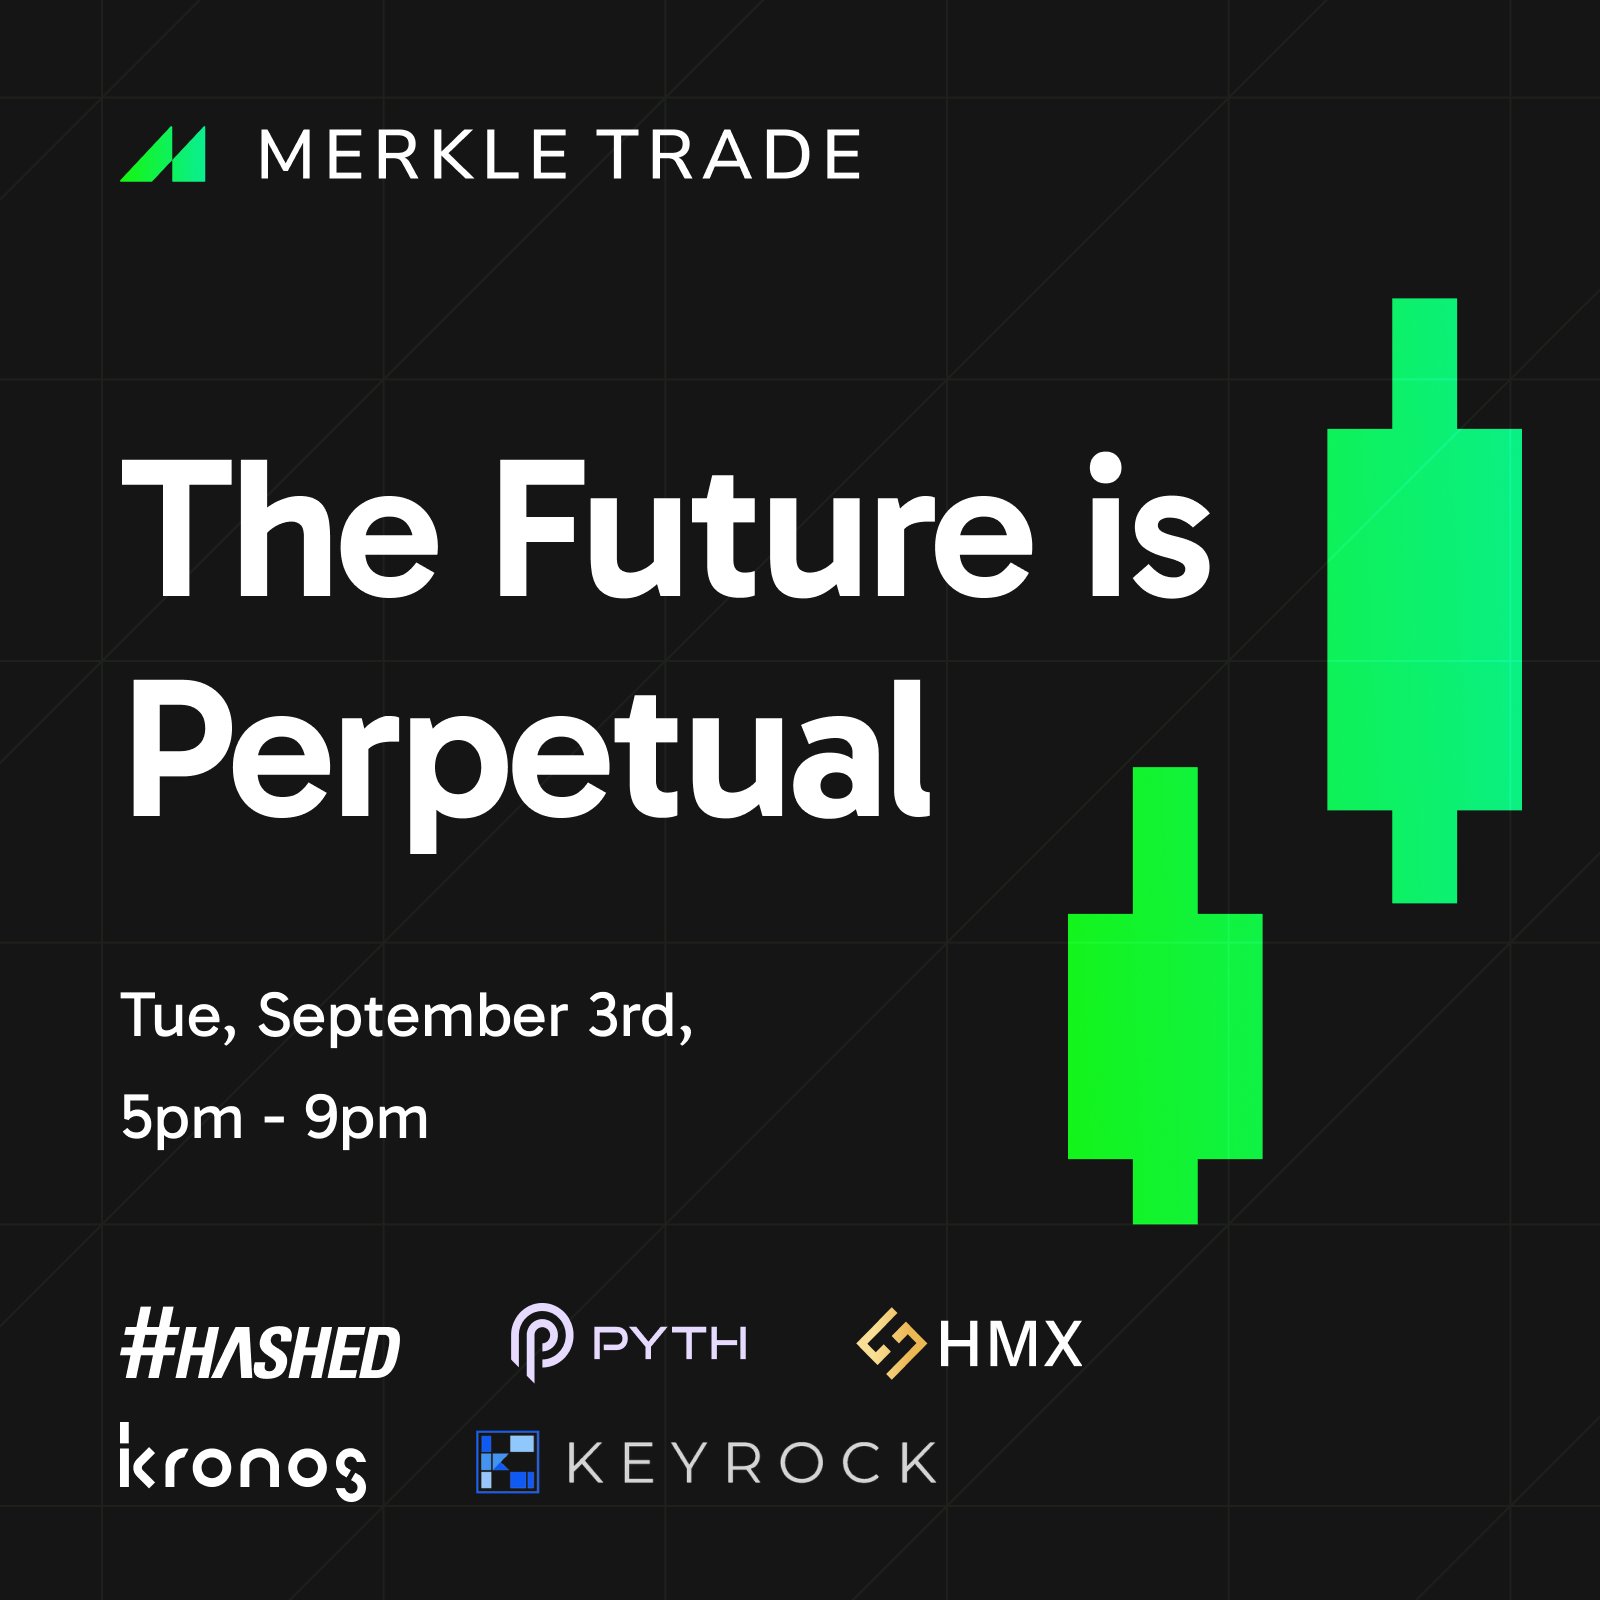 MERKLE TRADE
The Future is
Perpetual
Tue, September 3rd,
5pm - 9pm
#HASHED
PYTH
HMX
kronos
KEYROCK